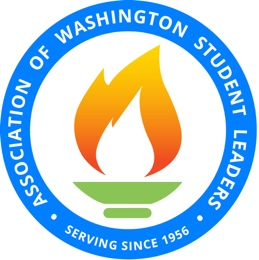 ASSOCIATION OF WASHINGTON STUDENT LEADERS
• SERVING SINCE 1956 •